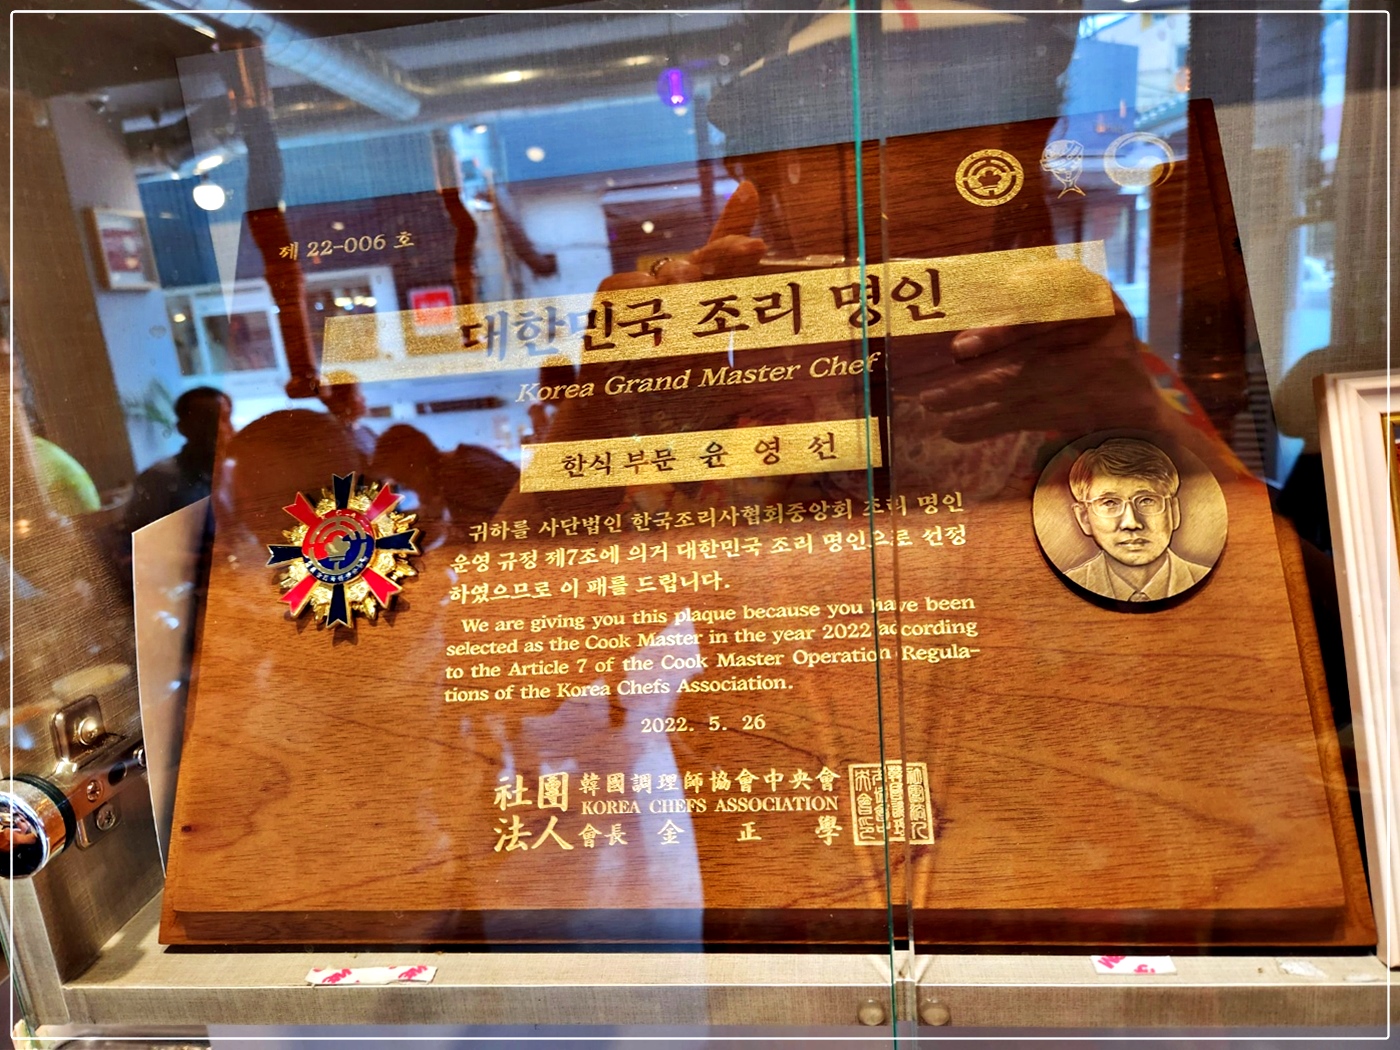 제 22-006 호
대한민국 조리 명인
Korea Grand Master Chef
한식 부문 윤 영 선
귀하를 사단법인 한국조리사협회중앙회 조리 명인
운영 규정 제7조에 의거 대한민국 조리 명인으로 선정
하였으므로 이 패를 드립니다.
We are giving you this plaque because you have been
selected as the Cook Master in the year 2022 according
to the Article 7 of the Cook Master Operation Regula-
tions of the Korea Chefs Association.
2022. 5. 26
社團 韓國調理師協會中央會
KOREA CHEFS ASSOCIATION
法人 會長 金 正 學